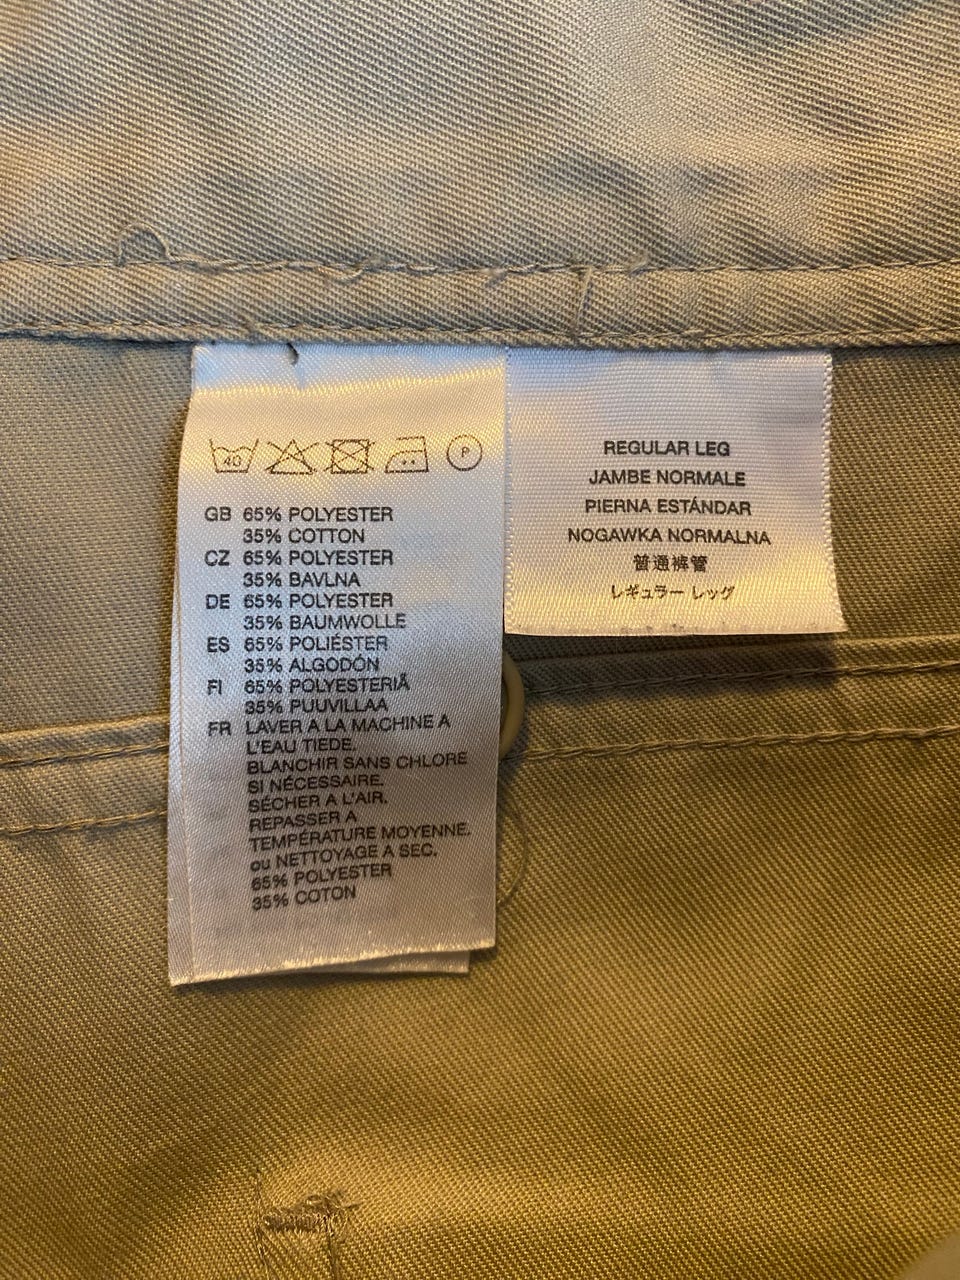 40
P
GB 65% POLYESTER
35% COTTON
CZ 65% POLYESTER
35% BAVLNA
DE 65% POLYESTER
35% BAUMWOLLE
ES 65% POLIÉSTER
35% ALGODÓN
FI 65% POLYESTERIÄ
35% PUUVILLAA
FR LAVER A LA MACHINE A
L'EAU TIEDE.
BLANCHIR SANS CHLORE
SI NÉCESSAIRE.
SÉCHER A L'AIR.
REPASSER A
TEMPÉRATURE MOYENNE.
ou NETTOYAGE A SEC.
65% POLYESTER
35% COTON
REGULAR LEG
JAMBE NORMALE
PIERNA ESTÁNDAR
NOGAWKA NORMALNA
普通裤管
レギュラー レッグ